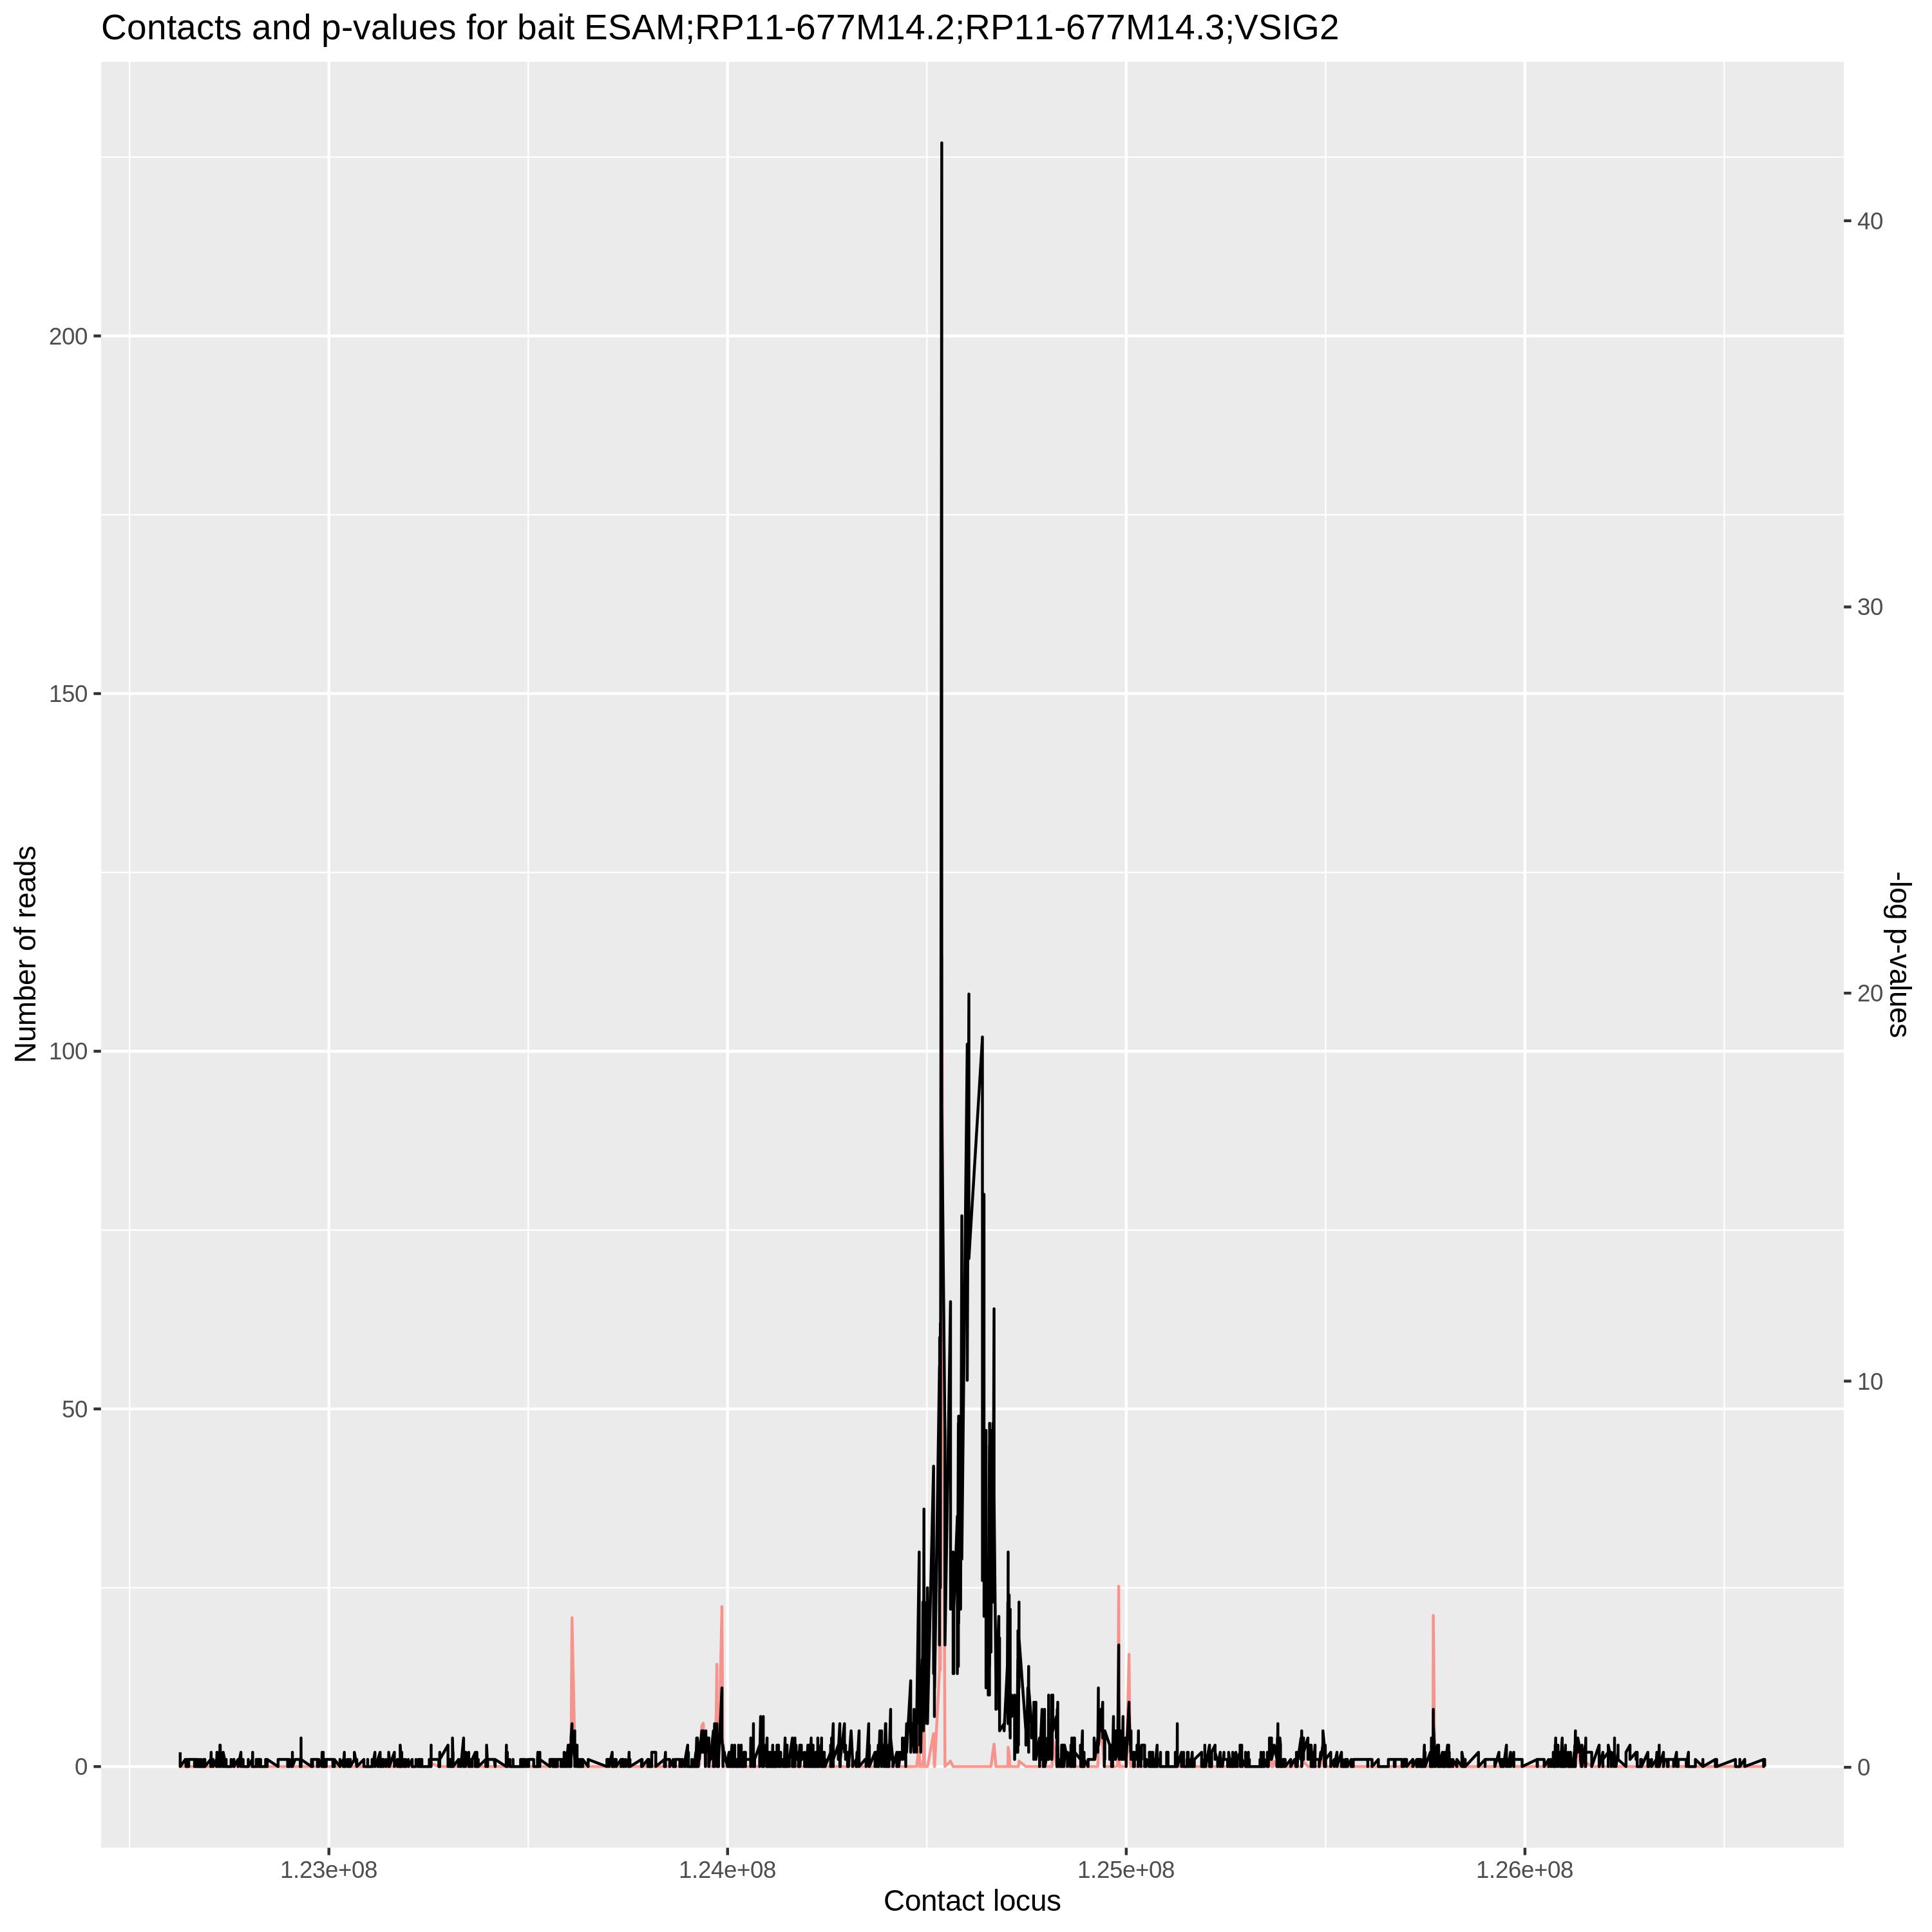 Contacts and p-values for bait ESAM;RP11-677M14.2;RP11-677M14.3;VSIG2
Number of reads
200
150
100
50
0
40
30
20
10
0
-log p-values
1.23e+08
1.24e+08
1.25e+08
1.26e+08
Contact locus